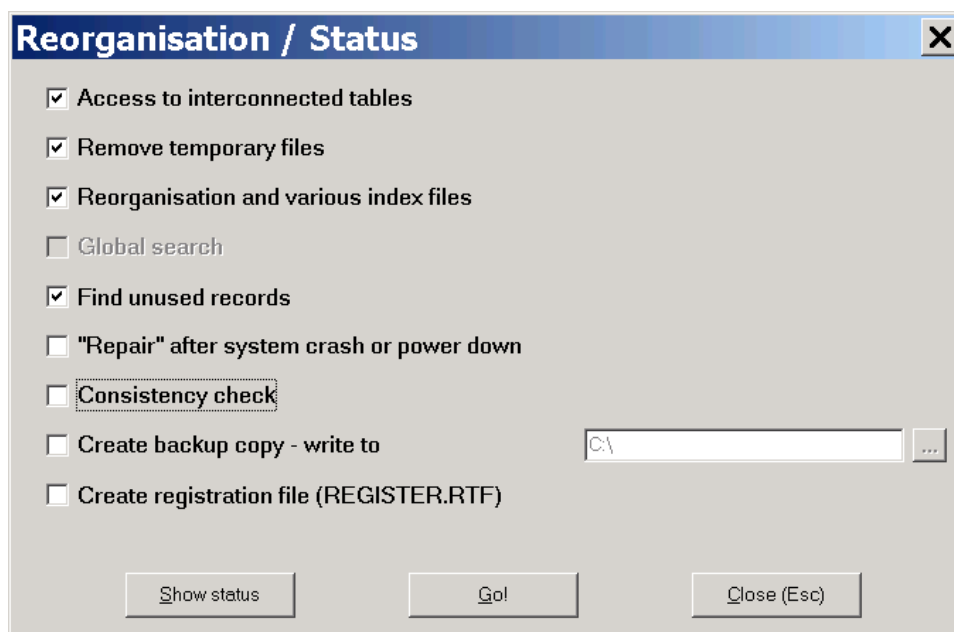 Reorganisation / Status
Access to interconnected tables
Remove temporary files
Reorganisation and various index files
Global search
Find unused records
"Repair" after system crash or power down
Consistency check
Create backup copy - write to C:\ ...
Create registration file (REGISTER.RTF)
Show status Go! Close (Esc)